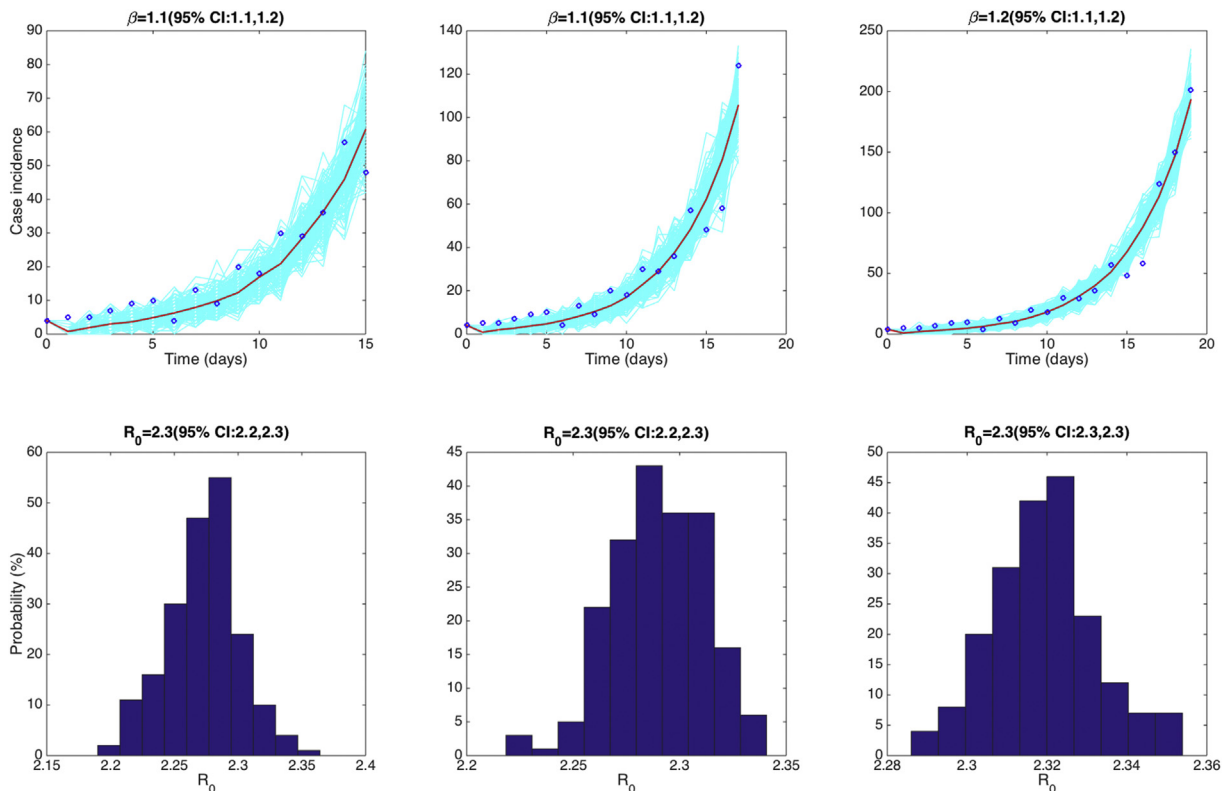 β=1.1(95% CI:1.1,1.2)
β=1.1(95% CI:1.1,1.2)
β=1.2(95% CI:1.1,1.2)
Case incidence
90
80
70
60
50
40
30
20
10
0
0 5 10 15
Time (days)
140
120
100
80
60
40
20
0
0 5 10 15 20
Time (days)
250
200
150
100
50
0
0 5 10 15 20
Time (days)
R0=2.3(95% CI:2.2,2.3)
R0=2.3(95% CI:2.2,2.3)
R0=2.3(95% CI:2.3,2.3)
Probability (%)
60
50
40
30
20
10
0
2.15 2.2 2.25 2.3 2.35 2.4
R0
45
40
35
30
25
20
15
10
5
0
2.2 2.25 2.3 2.35
R0
50
45
40
35
30
25
20
15
10
5
0
2.28 2.3 2.32 2.34 2.36
R0